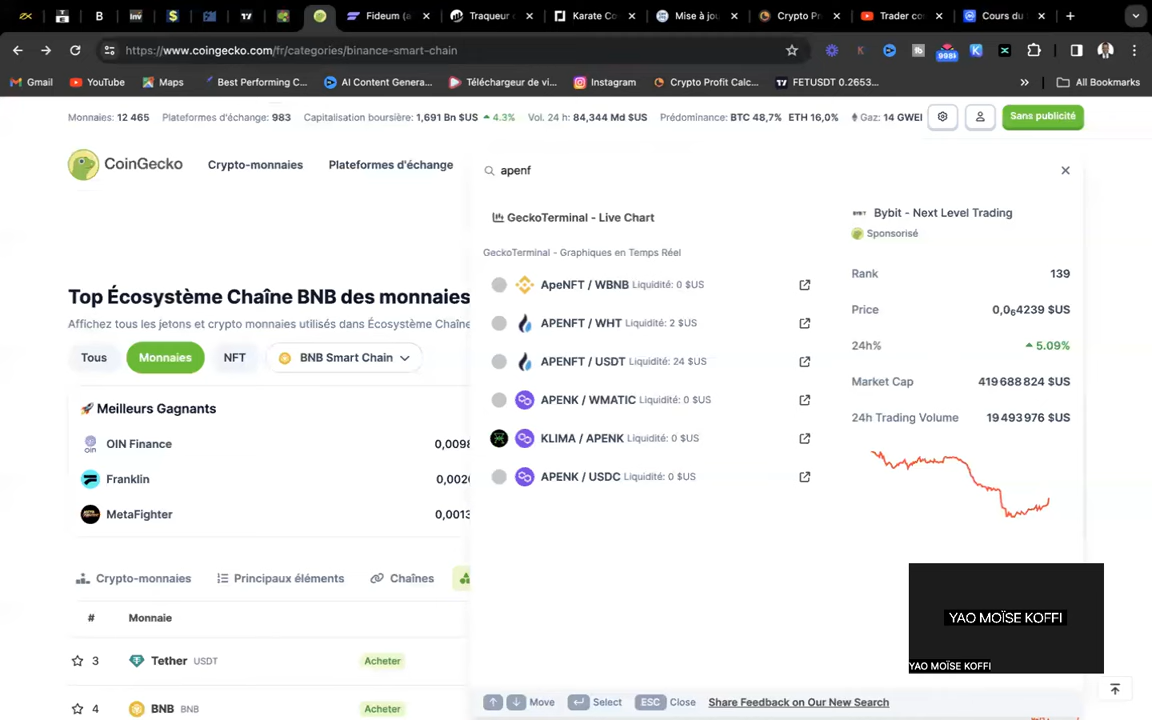 Fideum (a
Traqueur
Karate Co
Mise à jou
Crypto Pr
Trader co
Cours du
https://www.coingecko.com/fr/categories/binance-smart-chain
Gmail
YouTube
Maps
Best Performing C...
AI Content Genera...
Téléchargeur de vi...
Instagram
Crypto Profit Calc...
FETUSDT 0.2653...
All Bookmarks
Monnaies: 12 465 Plateformes d'échange: 983 Capitalisation boursière: 1,691 Bn $US 4.3% Vol. 24 h: 84,344 Md $US Prédominance: BTC 48,7% ETH 16,0% Gaz: 14 GWEI
Sans publicité
CoinGecko
Crypto-monnaies
Plateformes d'échange
apenf
GeckoTerminal - Live Chart
GeckoTerminal - Graphiques en Temps Réel
ApeNFT / WBNB Liquidité: 0 $US
APENFT / WHT Liquidité: 2 $US
APENFT / USDT Liquidité: 24 $US
APENK / WMATIC Liquidité: 0 $US
KLIMA / APENK Liquidité: 0 $US
APENK / USDC Liquidité: 0 $US
Bybit - Next Level Trading
Sponsorisé
Rank 139
Price 0,0₆4239 $US
24h% 5.09%
Market Cap 419 688 824 $US
24h Trading Volume 19 493 976 $US
Top Écosystème Chaîne BNB des monnaies
Affichez tous les jetons et crypto monnaies utilisés dans Écosystème Chaîne
Tous
Monnaies
NFT
BNB Smart Chain
Meilleurs Gagnants
OIN Finance 0,0098
Franklin 0,0020
MetaFighter 0,0013
Crypto-monnaies
Principaux éléments
Chaînes
# Monnaie
3 Tether USDT Acheter
4 BNB BNB Acheter
Move
Select
ESC Close
Share Feedback on Our New Search
YAO MOÏSE KOFFI
YAO MOÏSE KOFFI